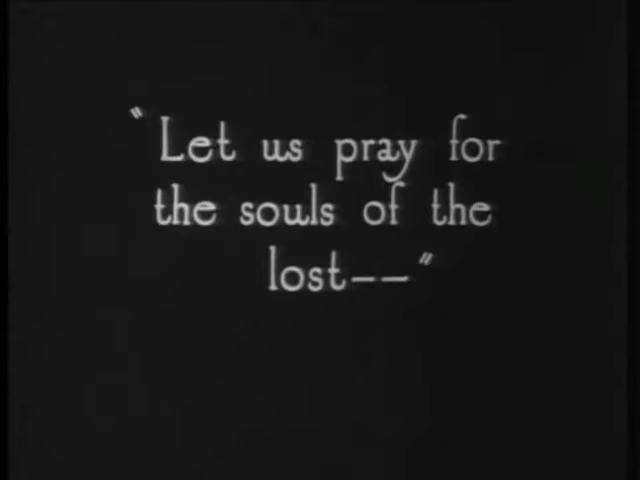 "Let us pray for
the souls of the
lost--"